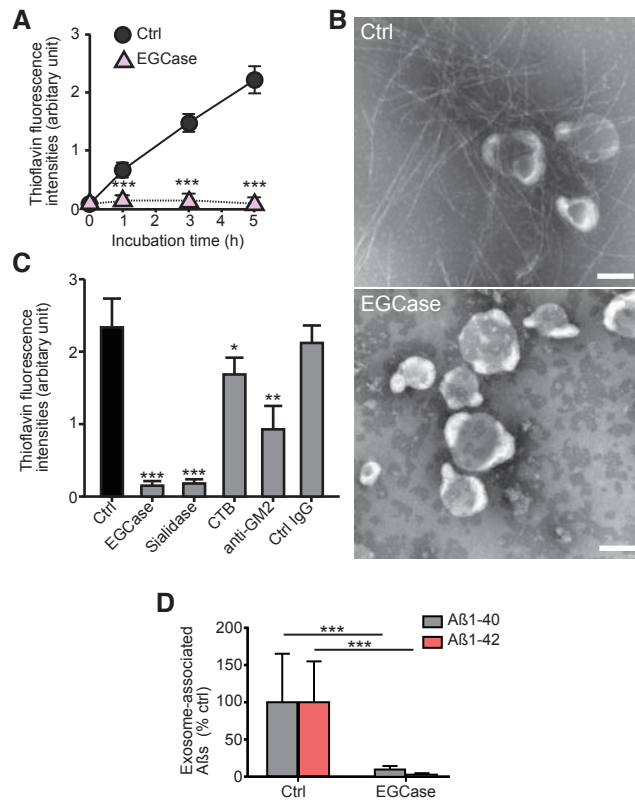 A
Thioflavin fluorescence
intensities (arbitary unit)
3
2
1
0
Ctrl
EGCase
***
***
***
0
1
2
3
4
5
Incubation time (h)
B
Ctrl
EGCase
C
Thioflavin fluorescence
intensities (arbitary unit)
3
2
1
0
***
***
*
**
Ctrl
EGCase
Sialidase
CTB
anti-GM2
Ctrl IgG
D
Exosome-associated
Aßs (% ctrl)
200
150
100
50
0
***
***
Aß1-40
Aß1-42
Ctrl
EGCase